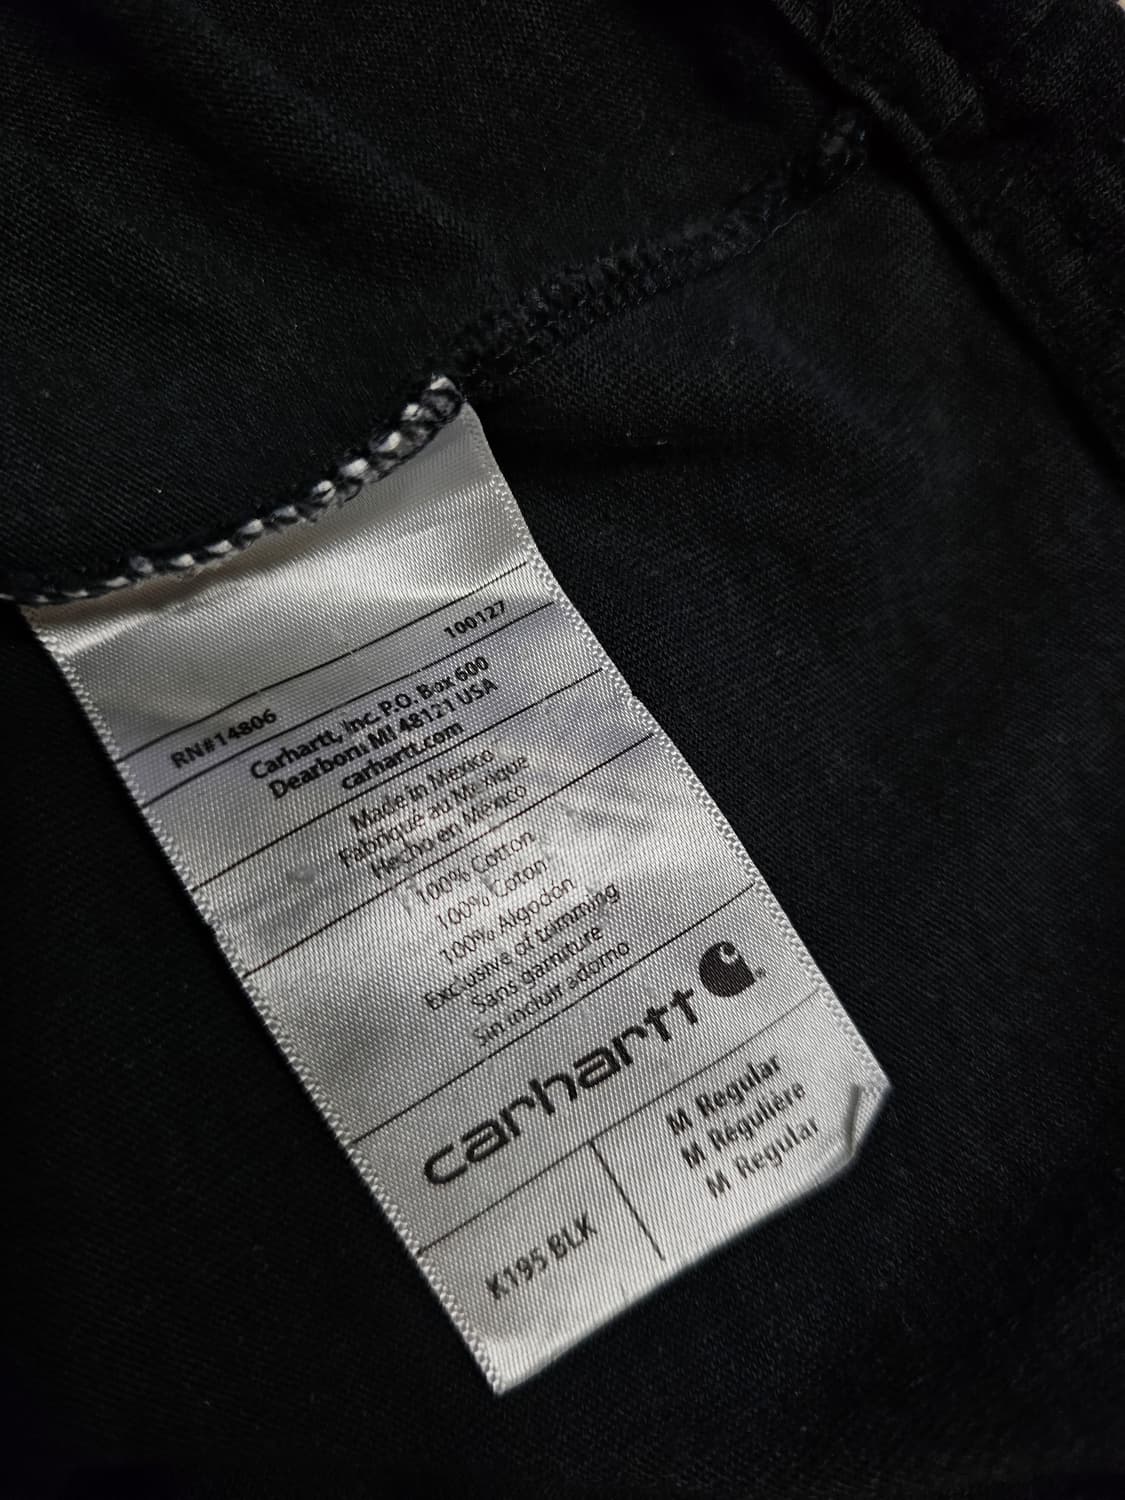 RN#14806 100127
Carhartt, Inc. P.O. Box 600
Dearborn, MI 48121 USA
carhartt.com
Made in Mexico
Fabriqué au Mexique
Hecho en México
100% Cotton
100% Coton
100% Algodón
Exclusive of trimming
Sans garniture
Sin incluir adorno
carhartt
K195 BLK
M Regular
M Régulière
M Regular